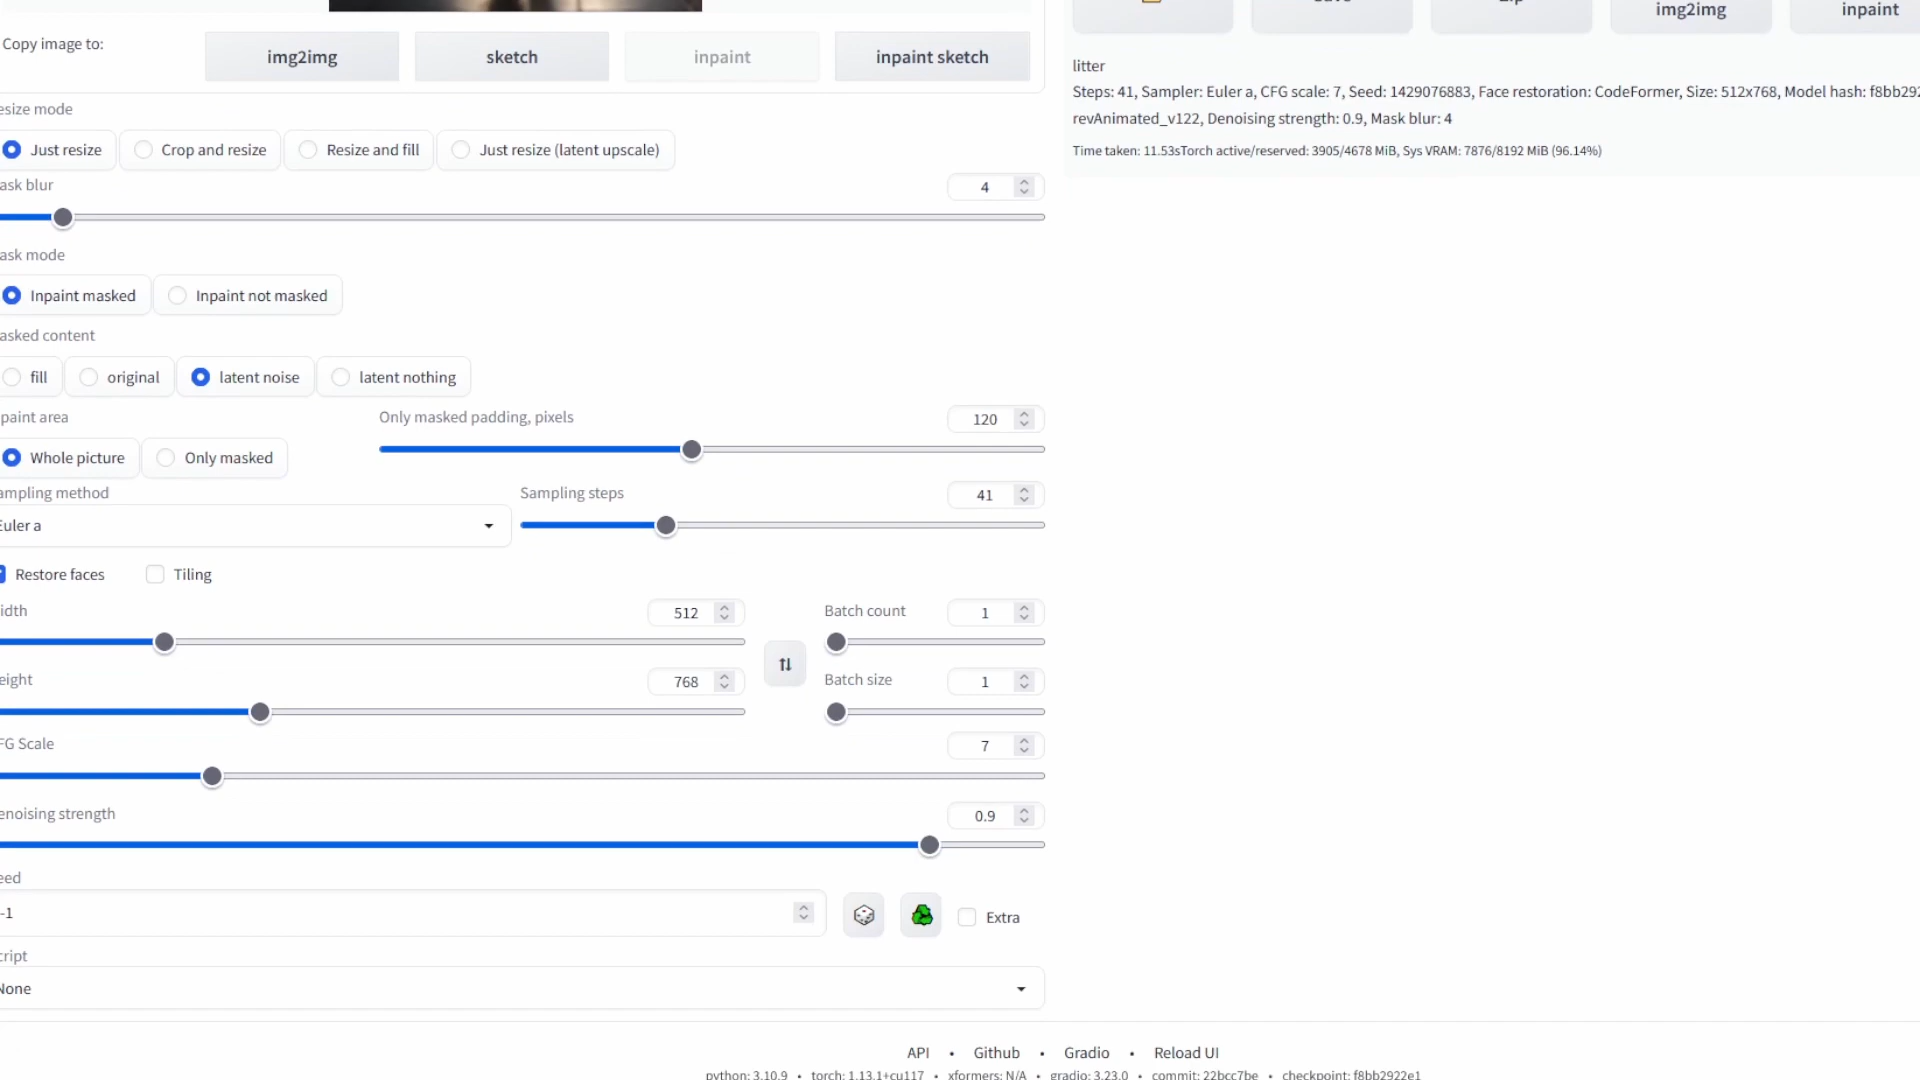 Save
Zip
img2img
inpaint
Copy image to:
img2img
sketch
inpaint
inpaint sketch
litter
Steps: 41, Sampler: Euler a, CFG scale: 7, Seed: 1429076883, Face restoration: CodeFormer, Size: 512x768, Model hash: f8bb292
revAnimated_v122, Denoising strength: 0.9, Mask blur: 4
Time taken: 11.53sTorch active/reserved: 3905/4678 MiB, Sys VRAM: 7876/8192 MiB (96.14%)
esize mode
Just resize
Crop and resize
Resize and fill
Just resize (latent upscale)
ask blur
4
ask mode
Inpaint masked
Inpaint not masked
asked content
fill
original
latent noise
latent nothing
paint area
Only masked padding, pixels
120
Whole picture
Only masked
ampling method
Sampling steps
41
Euler a
Restore faces
Tiling
idth
512
Batch count
1
eight
768
Batch size
1
FG Scale
7
enoising strength
0.9
eed
-1
Extra
cript
None
API • Github • Gradio • Reload UI
python: 3.10.9 • torch: 1.13.1+cu117 • xformers: N/A • gradio: 3.23.0 • commit: 22bcc7be • checkpoint: f8bb2922e1